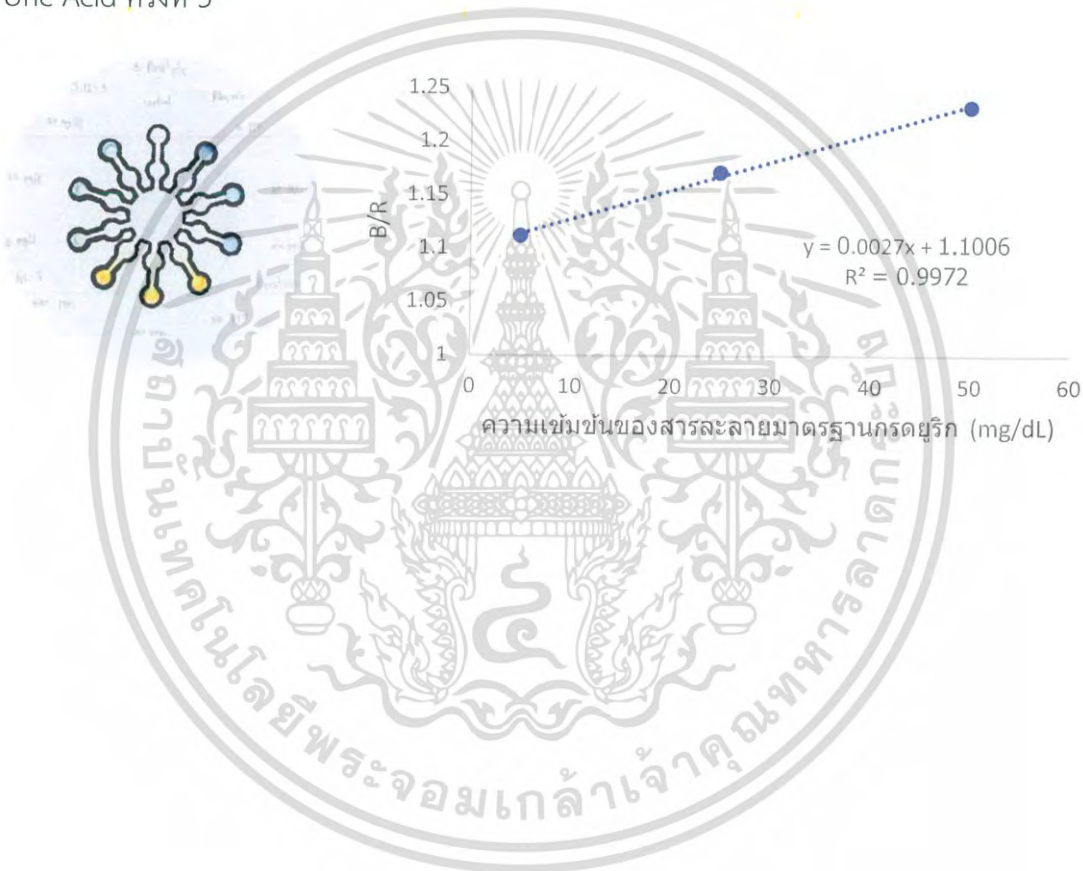 Uric Acid ครั้งที่ 3
1.25
1.2
1.15
1.1
1.05
1
B/R
y = 0.0027x + 1.1006
R² = 0.9972
0 10 20 30 40 50 60
ความเข้มข้นของสารละลายมาตรฐานกรดยูริก (mg/dL)
สถาบันเทคโนโลยีพระจอมเกล้าเจ้าคุณทหารลาดกระบัง